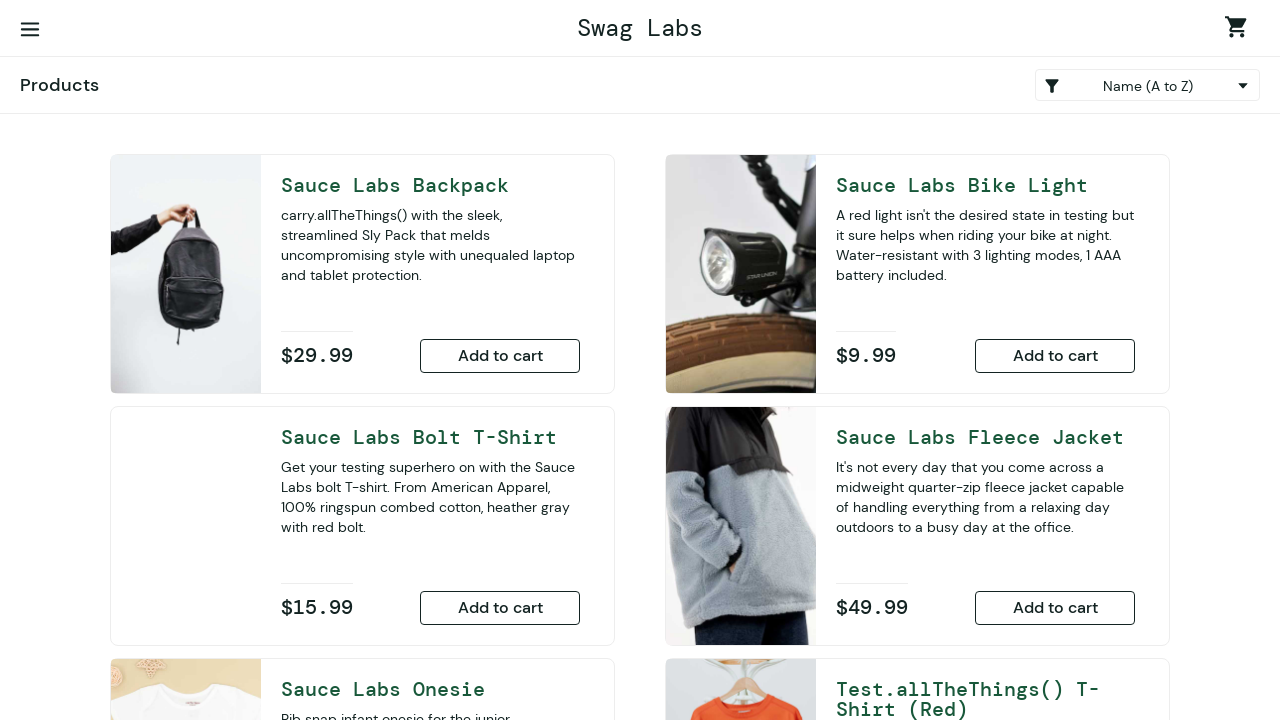 Swag Labs
Products
Name (A to Z)
Sauce Labs Backpack
carry.allTheThings() with the sleek,
streamlined Sly Pack that melds
uncompromising style with unequaled laptop
and tablet protection.
$29.99
Add to cart
Sauce Labs Bike Light
A red light isn't the desired state in testing but
it sure helps when riding your bike at night.
Water-resistant with 3 lighting modes, 1 AAA
battery included.
$9.99
Add to cart
Sauce Labs Bolt T-Shirt
Get your testing superhero on with the Sauce
Labs bolt T-shirt. From American Apparel,
100% ringspun combed cotton, heather gray
with red bolt.
$15.99
Add to cart
Sauce Labs Fleece Jacket
It's not every day that you come across a
midweight quarter-zip fleece jacket capable
of handling everything from a relaxing day
outdoors to a busy day at the office.
$49.99
Add to cart
Sauce Labs Onesie
Rib snap infant onesie for the junior
Test.allTheThings() T-
Shirt (Red)